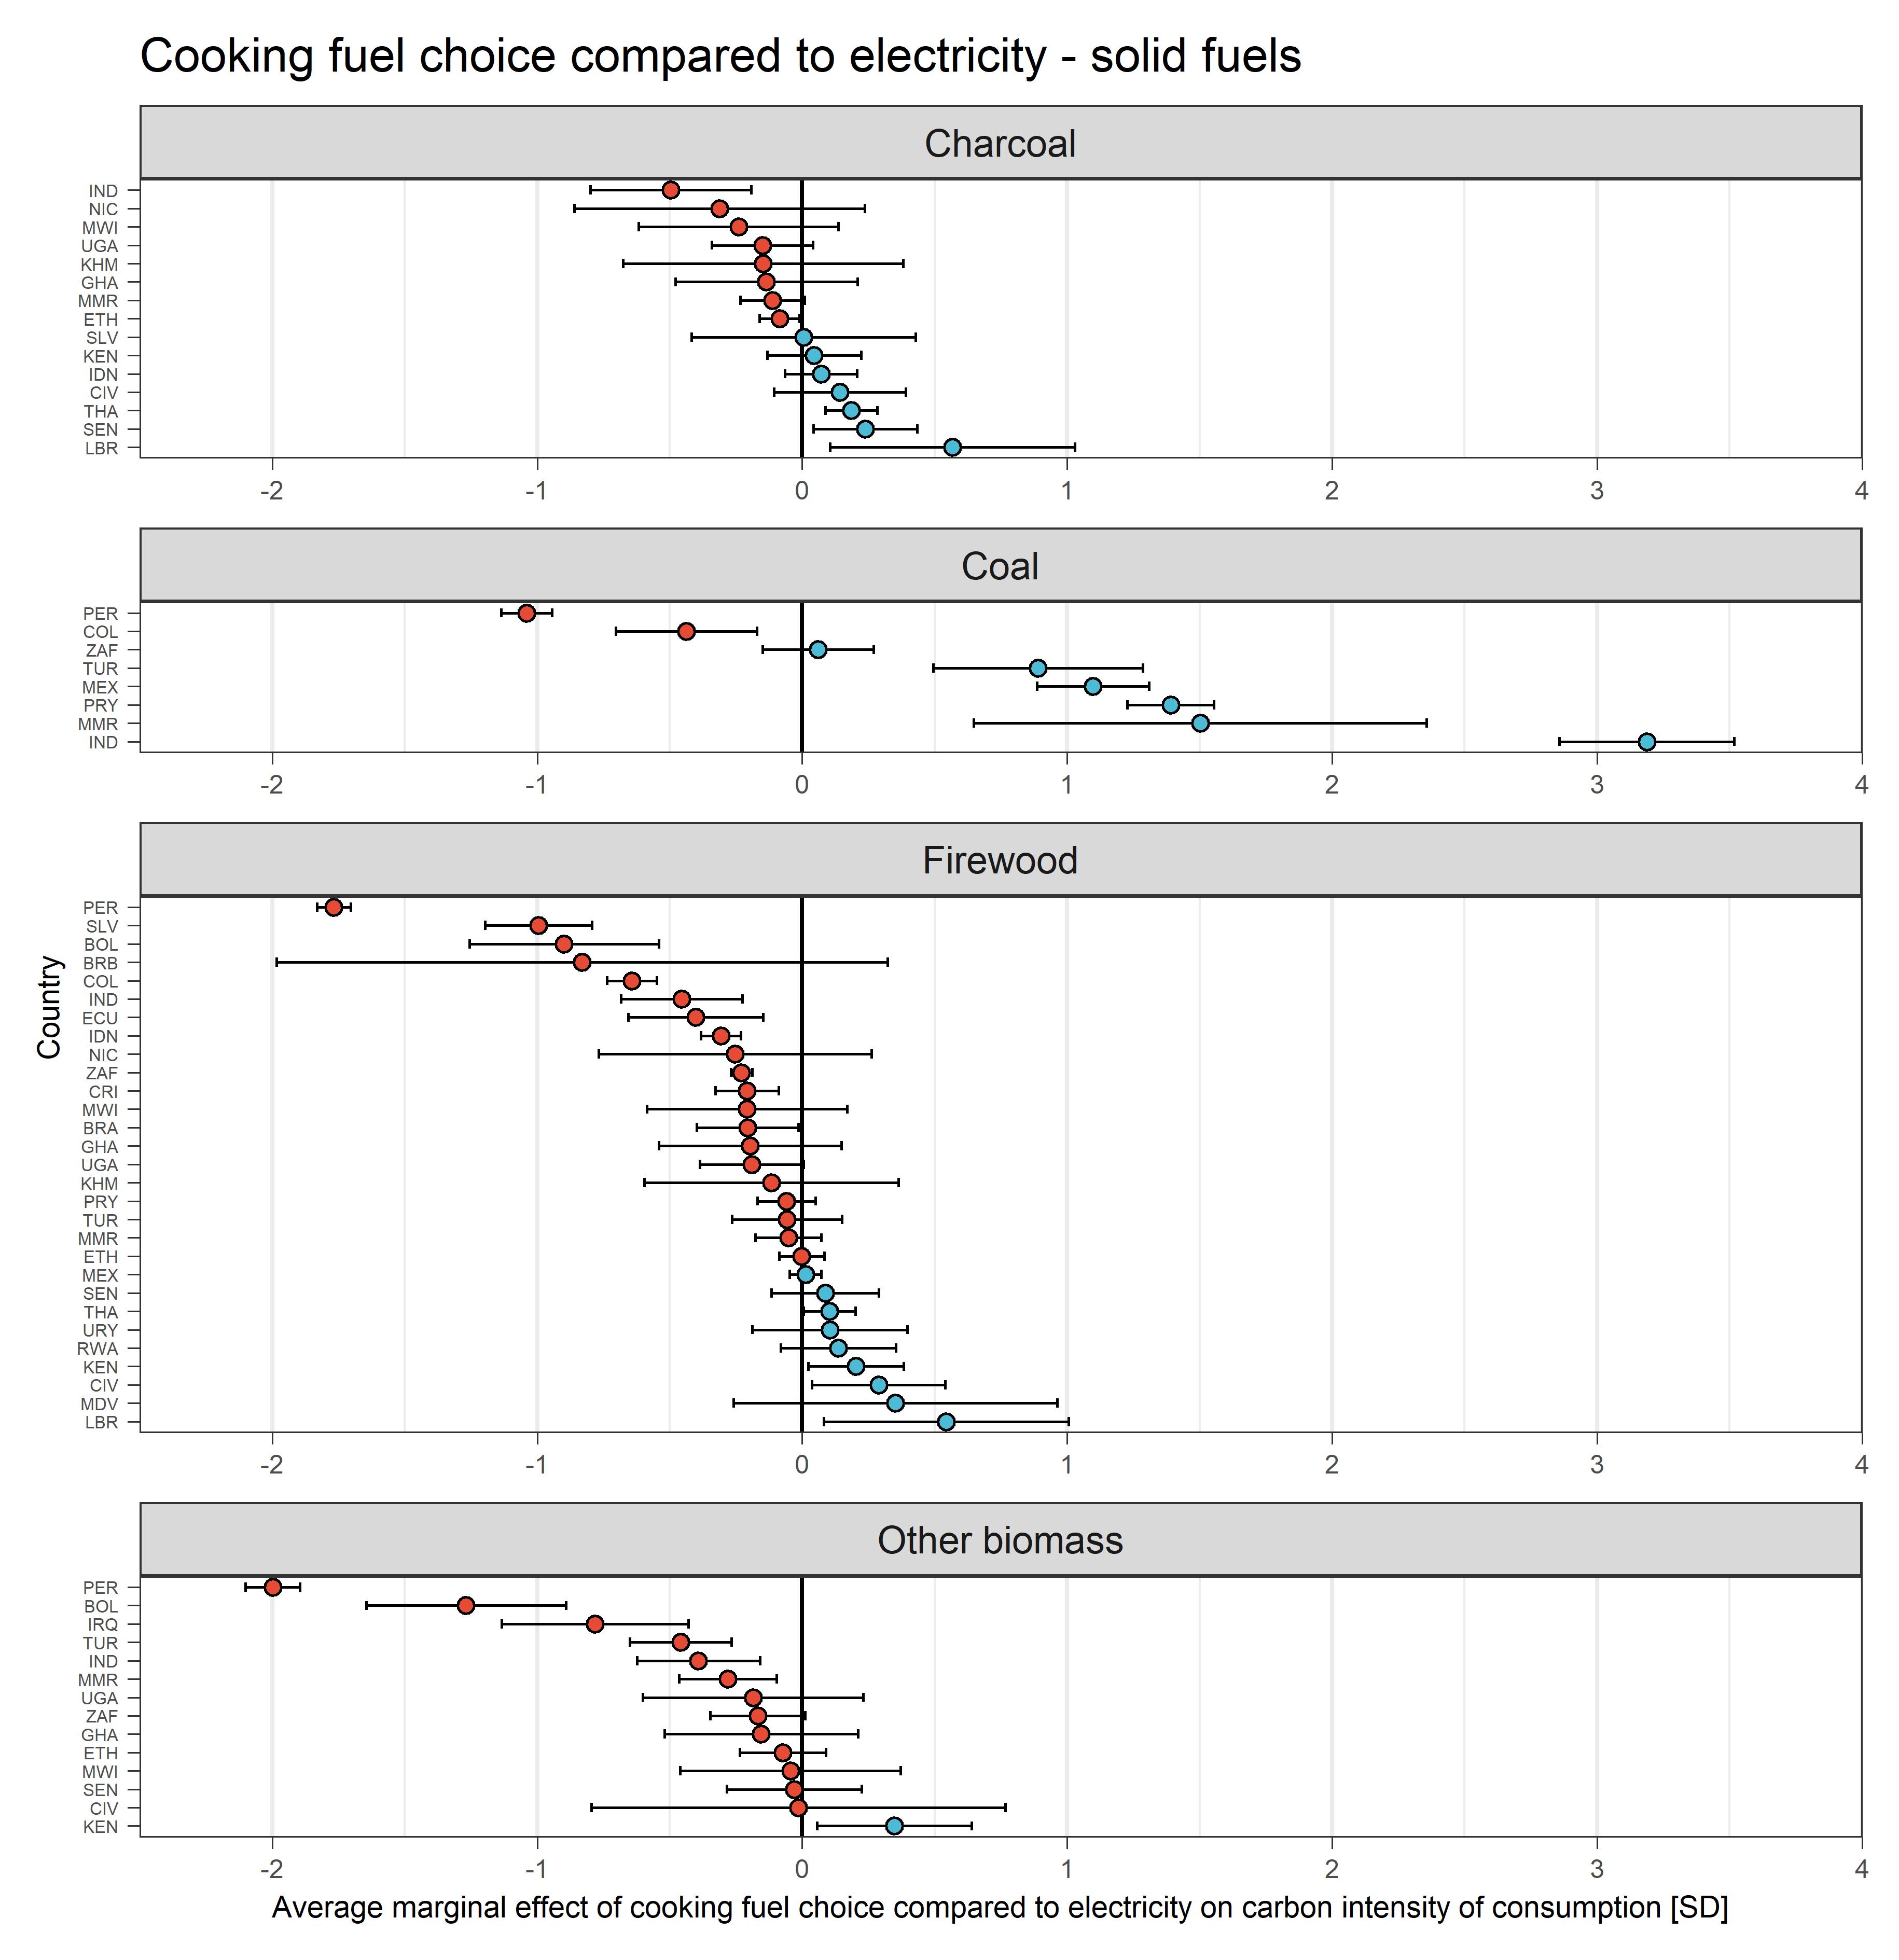 Cooking fuel choice compared to electricity - solid fuels
Charcoal
IND
NIC
MWI
UGA
KHM
GHA
MMR
ETH
SLV
KEN
IDN
CIV
THA
SEN
LBR
-2 -1 0 1 2 3 4
Coal
PER
COL
ZAF
TUR
MEX
PRY
MMR
IND
-2 -1 0 1 2 3 4
Firewood
Country
PER
SLV
BOL
BRB
COL
IND
ECU
IDN
NIC
ZAF
CRI
MWI
BRA
GHA
UGA
KHM
PRY
TUR
MMR
ETH
MEX
SEN
THA
URY
RWA
KEN
CIV
MDV
LBR
-2 -1 0 1 2 3 4
Other biomass
PER
BOL
IRQ
TUR
IND
MMR
UGA
ZAF
GHA
ETH
MWI
SEN
CIV
KEN
-2 -1 0 1 2 3 4
Average marginal effect of cooking fuel choice compared to electricity on carbon intensity of consumption [SD]